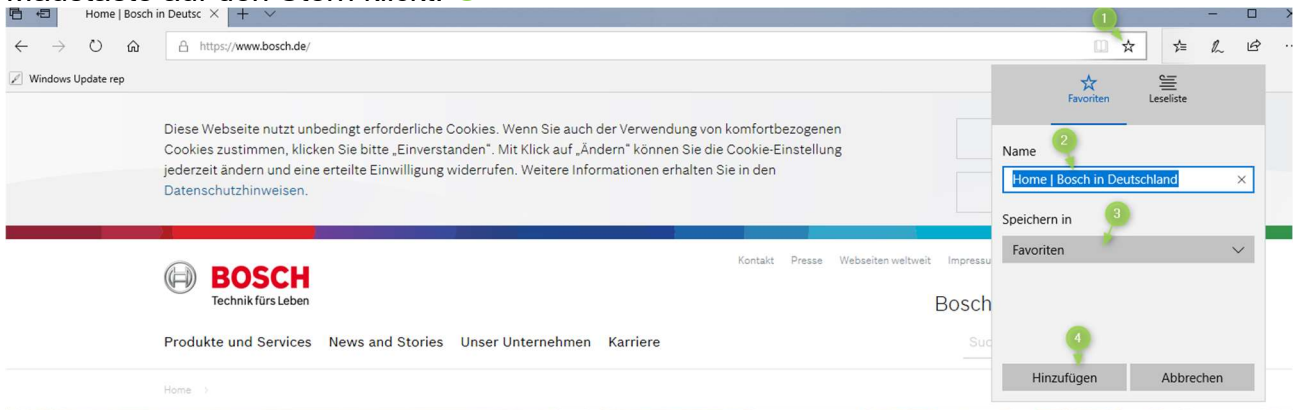 Home | Bosch in Deutsc
1
https://www.bosch.de/
Windows Update rep
Favoriten
Leseliste
Diese Webseite nutzt unbedingt erforderliche Cookies. Wenn Sie auch der Verwendung von komfortbezogenen
Cookies zustimmen, klicken Sie bitte „Einverstanden“. Mit Klick auf „Ändern“ können Sie die Cookie-Einstellung
jederzeit ändern und eine erteilte Einwilligung widerrufen. Weitere Informationen erhalten Sie in den
Datenschutzhinweisen.
2
Name
Home | Bosch in Deutschland
3
Speichern in
Favoriten
Kontakt Presse Webseiten weltweit Impressu
BOSCH
Technik fürs Leben
Bosch
Produkte und Services News and Stories Unser Unternehmen Karriere
Suc
4
Hinzufügen
Abbrechen
Home